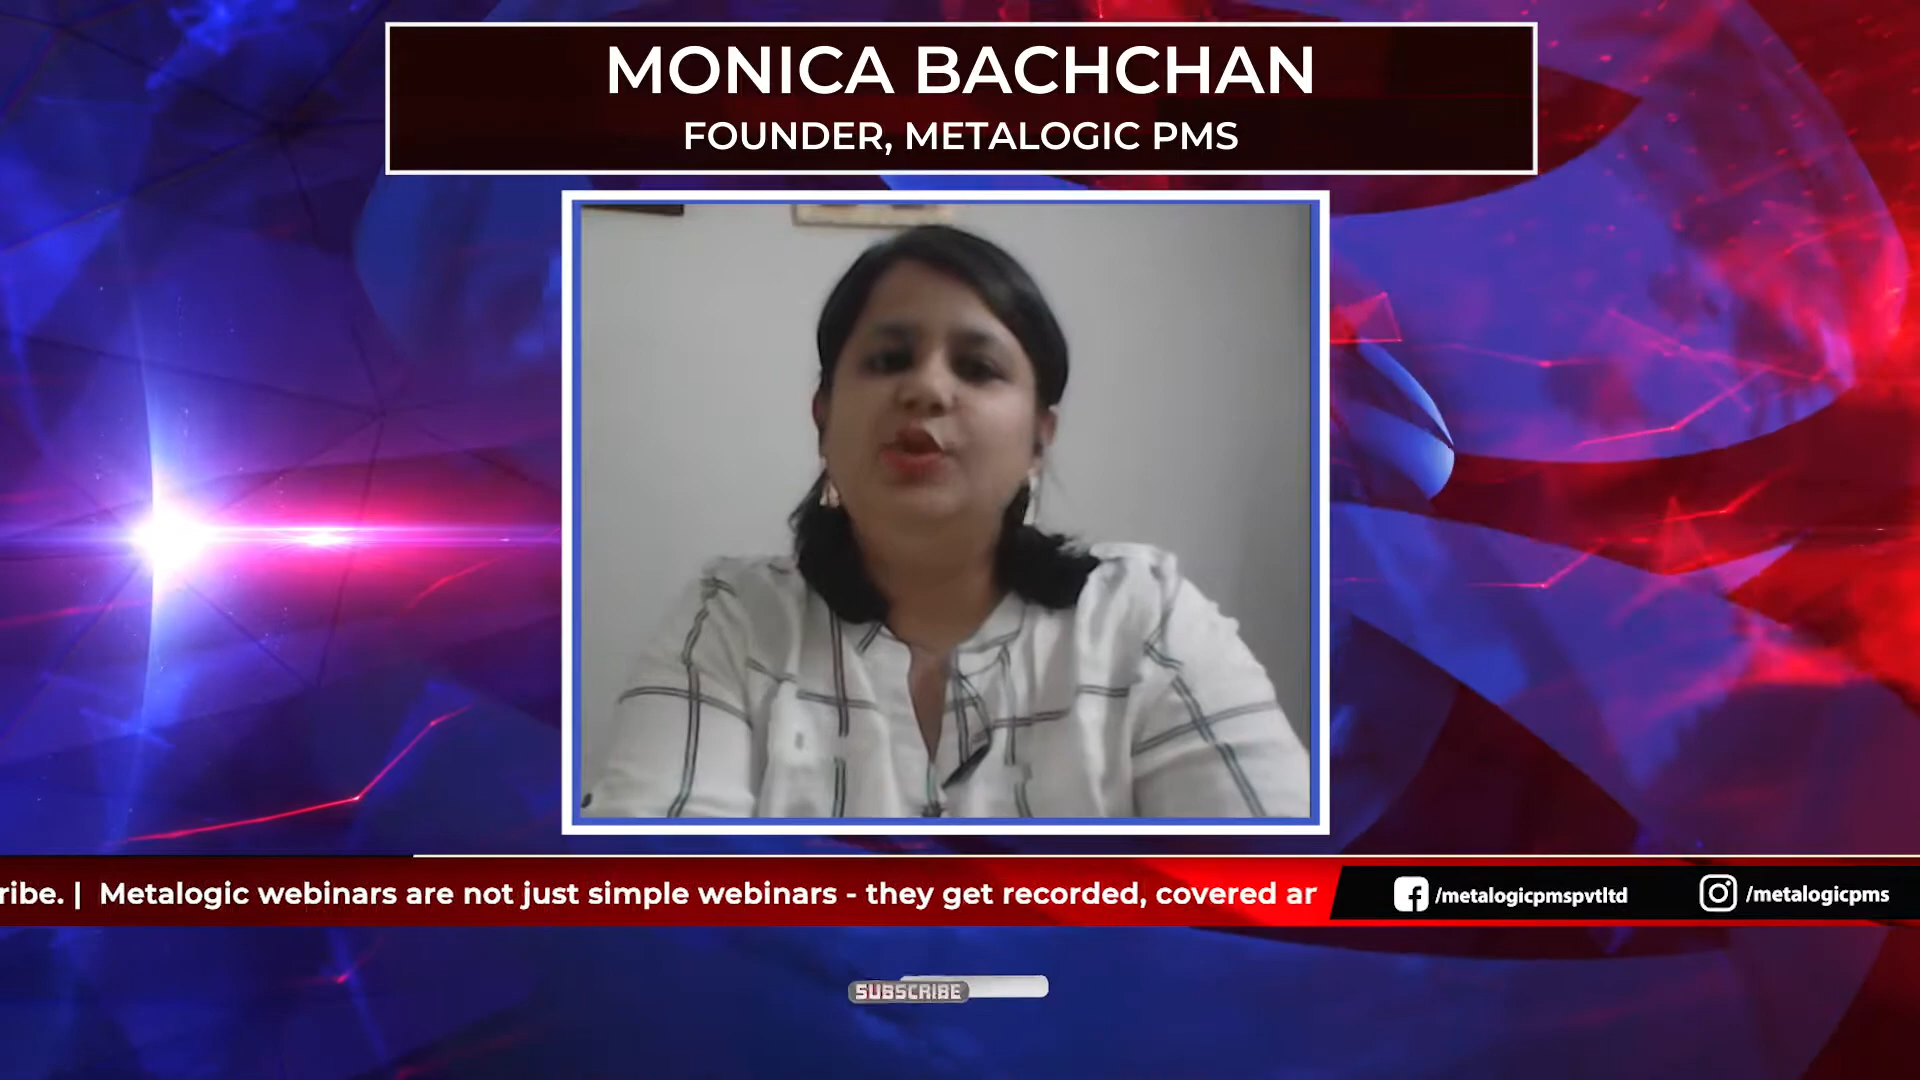 MONICA BACHCHAN
FOUNDER, METALOGIC PMS
ribe. | Metalogic webinars are not just simple webinars - they get recorded, covered ar
/metalogicpmspvtltd
/metalogicpms
SUBSCRIBE